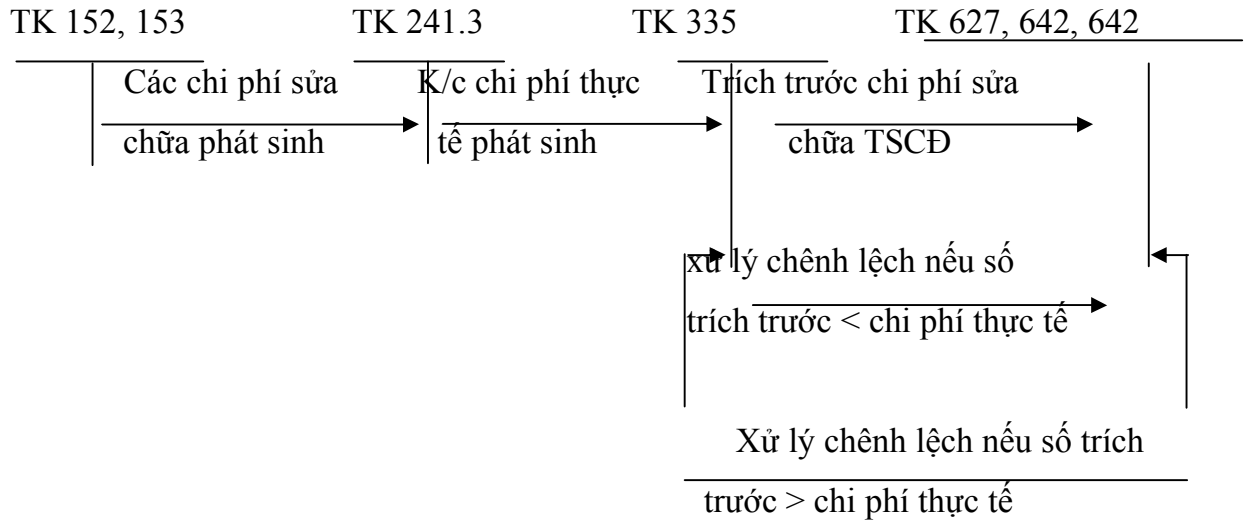 TK 152, 153 TK 241.3 TK 335 TK 627, 642, 642
Các chi phí sửa K/c chi phí thực Trích trước chi phí sửa
chữa phát sinh tế phát sinh chữa TSCĐ
xử lý chênh lệch nếu số
trích trước < chi phí thực tế
Xử lý chênh lệch nếu số trích
trước > chi phí thực tế